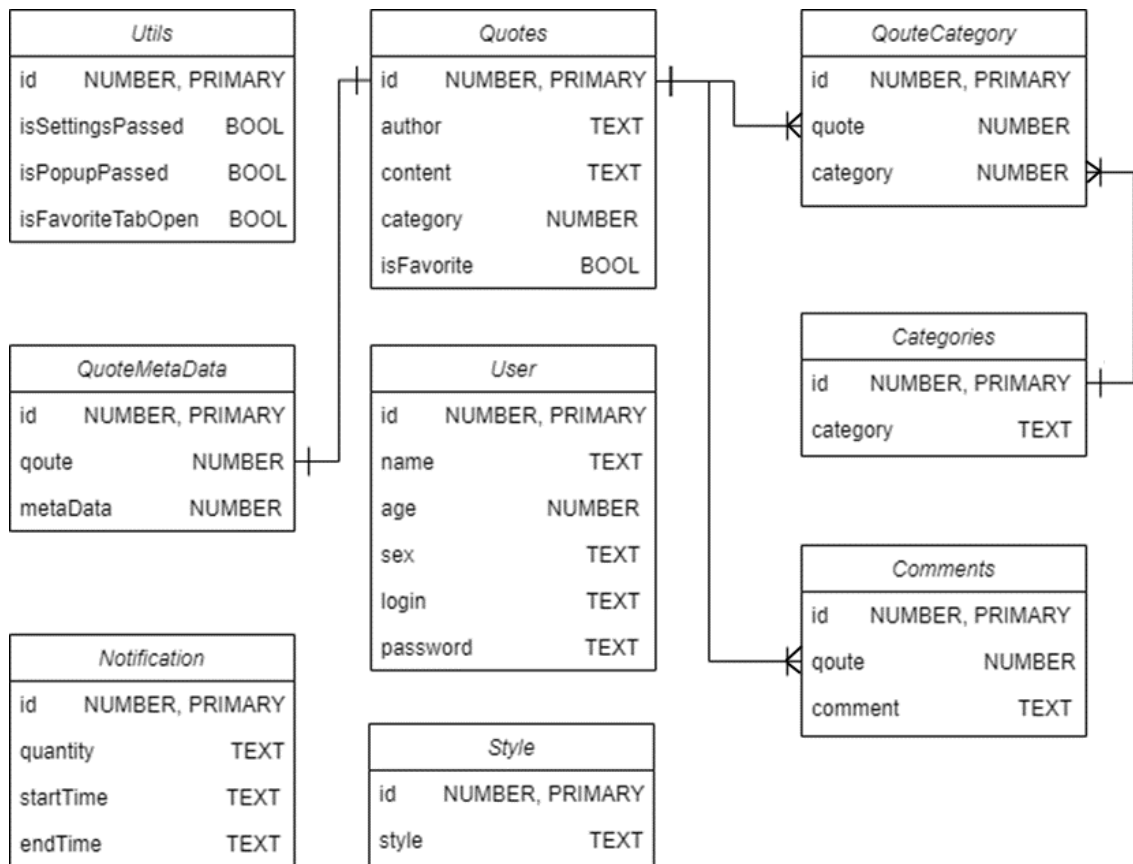 Utils
id NUMBER, PRIMARY
isSettingsPassed BOOL
isPopupPassed BOOL
isFavoriteTabOpen BOOL
Quotes
id NUMBER, PRIMARY
author TEXT
content TEXT
category NUMBER
isFavorite BOOL
QouteCategory
id NUMBER, PRIMARY
quote NUMBER
category NUMBER
QuoteMetaData
id NUMBER, PRIMARY
qoute NUMBER
metaData NUMBER
User
id NUMBER, PRIMARY
name TEXT
age NUMBER
sex TEXT
login TEXT
password TEXT
Categories
id NUMBER, PRIMARY
category TEXT
Comments
id NUMBER, PRIMARY
qoute NUMBER
comment TEXT
Notification
id NUMBER, PRIMARY
quantity TEXT
startTime TEXT
endTime TEXT
Style
id NUMBER, PRIMARY
style TEXT